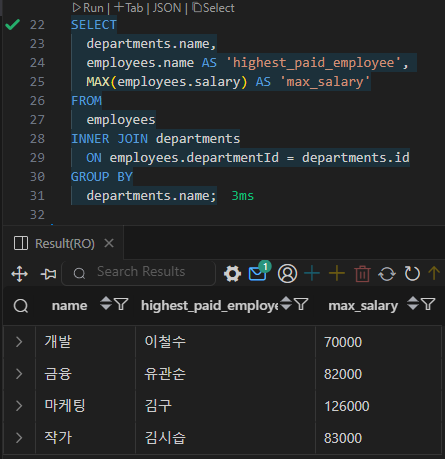 Run | Tab | JSON | Select
22 SELECT
23 departments.name,
24 employees.name AS 'highest_paid_employee',
25 MAX(employees.salary) AS 'max_salary'
26 FROM
27 employees
28 INNER JOIN departments
29 ON employees.departmentId = departments.id
30 GROUP BY
31 departments.name; 3ms
32
Result(RO)
Search Results 1
name highest_paid_employe max_salary
개발 이철수 70000
금융 유관순 82000
마케팅 김구 126000
작가 김시습 83000